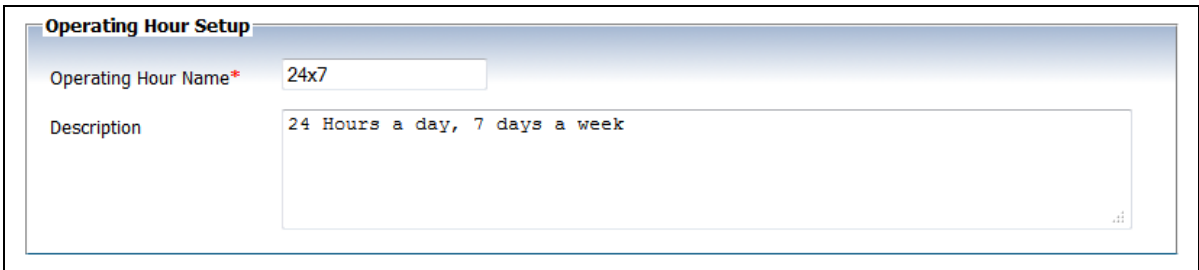 Operating Hour Setup
Operating Hour Name* 24x7
Description 24 Hours a day, 7 days a week